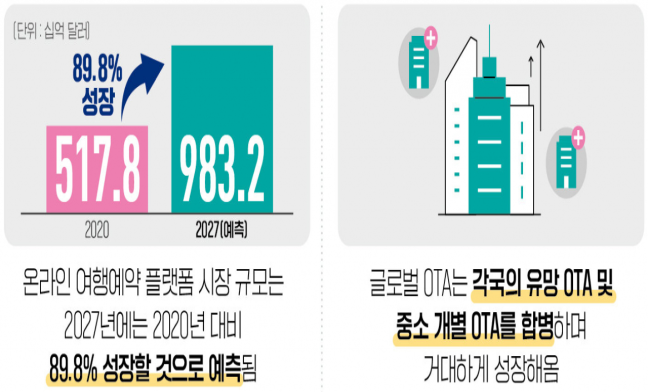 (단위 : 십억 달러)
89.8%
성장
517.8
983.2
2020
2027(예측)
온라인 여행예약 플랫폼 시장 규모는
2027년에는 2020년 대비
89.8% 성장할 것으로 예측됨
글로벌 OTA는 각국의 유망 OTA 및
중소 개별 OTA를 합병하며
거대하게 성장해옴